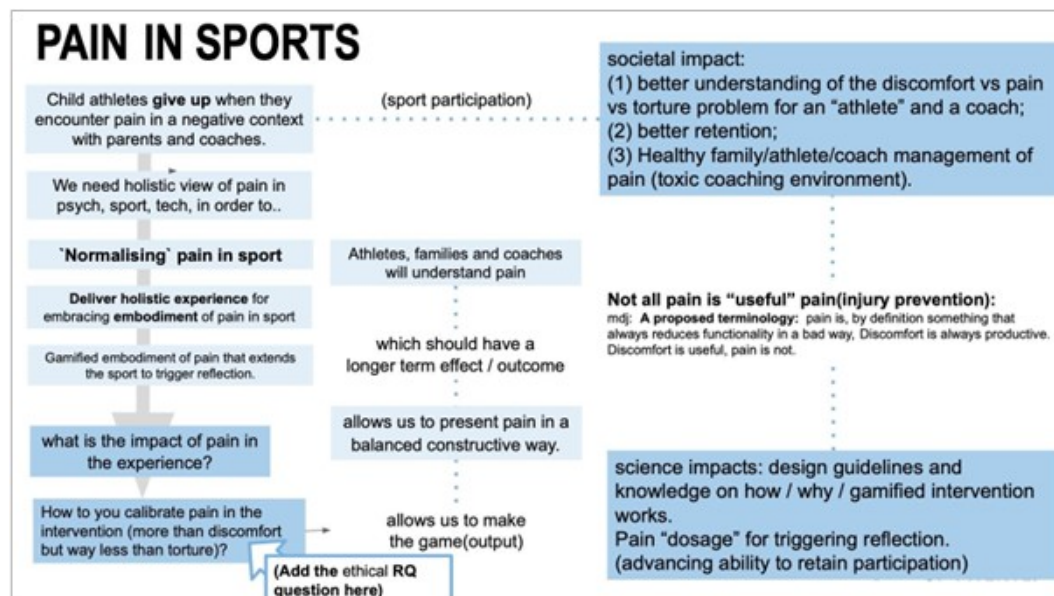 PAIN IN SPORTS
Child athletes give up when they
encounter pain in a negative context
with parents and coaches.
(sport participation)
societal impact:
(1) better understanding of the discomfort vs pain
vs torture problem for an "athlete" and a coach;
(2) better retention;
(3) Healthy family/athlete/coach management of
pain (toxic coaching environment).
We need holistic view of pain in
psych, sport, tech, in order to..
`Normalising` pain in sport
Deliver holistic experience for
embracing embodiment of pain in sport
Gamified embodiment of pain that extends
the sport to trigger reflection.
what is the impact of pain in
the experience?
How to you calibrate pain in the
intervention (more than discomfort
but way less than torture)?
(Add the ethical RQ
question here)
Athletes, families and coaches
will understand pain
which should have a
longer term effect / outcome
allows us to present pain in a
balanced constructive way.
allows us to make
the game(output)
Not all pain is "useful" pain(injury prevention):
mdj: A proposed terminology: pain is, by definition something that
always reduces functionality in a bad way, Discomfort is always productive.
Discomfort is useful, pain is not.
science impacts: design guidelines and
knowledge on how / why / gamified intervention
works.
Pain "dosage" for triggering reflection.
(advancing ability to retain participation)